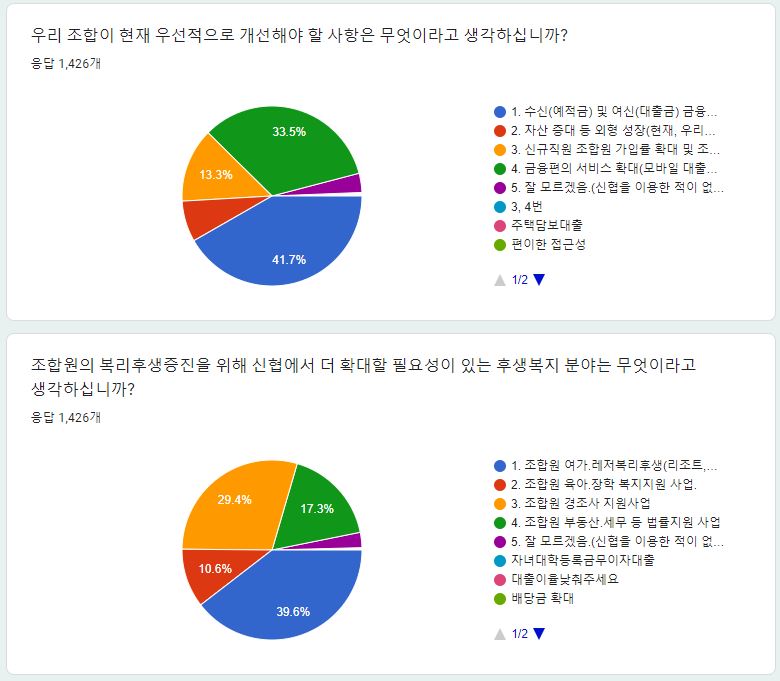 우리 조합이 현재 우선적으로 개선해야 할 사항은 무엇이라고 생각하십니까?
응답 1,426개
33.5%
13.3%
41.7%
1. 수신(예적금) 및 여신(대출금) 금융...
2. 자산 증대 등 외형 성장(현재, 우리...
3. 신규직원 조합원 가입률 확대 및 조...
4. 금융편의 서비스 확대(모바일 대출...
5. 잘 모르겠음.(신협을 이용한 적이 없...
3, 4번
주택담보대출
편이한 접근성
1/2
조합원의 복리후생증진을 위해 신협에서 더 확대할 필요성이 있는 후생복지 분야는 무엇이라고
생각하십니까?
응답 1,426개
29.4%
17.3%
10.6%
39.6%
1. 조합원 여가.레저복리후생(리조트,...
2. 조합원 육아.장학 복지지원 사업.
3. 조합원 경조사 지원사업
4. 조합원 부동산.세무 등 법률지원 사업
5. 잘 모르겠음.(신협을 이용한 적이 없...
자녀대학등록금무이자대출
대출이율낮춰주세요
배당금 확대
1/2